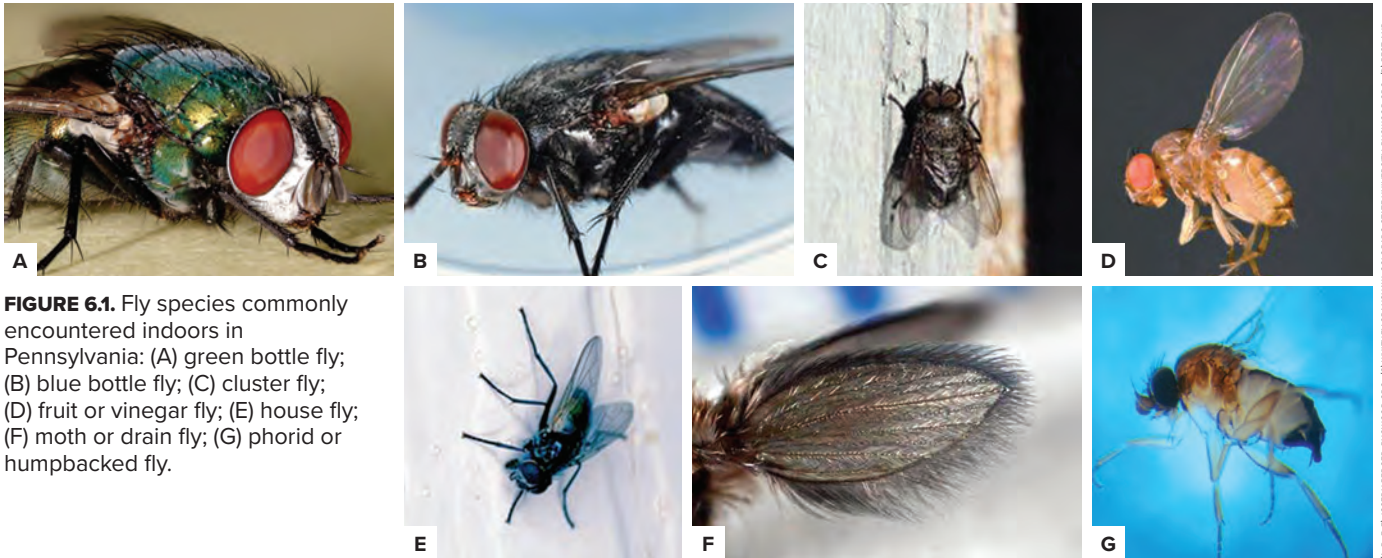 A
B
C
D
FIGURE 6.1. Fly species commonly
encountered indoors in
Pennsylvania: (A) green bottle fly;
(B) blue bottle fly; (C) cluster fly;
(D) fruit or vinegar fly; (E) house fly;
(F) moth or drain fly; (G) phorid or
humpbacked fly.
E
F
G